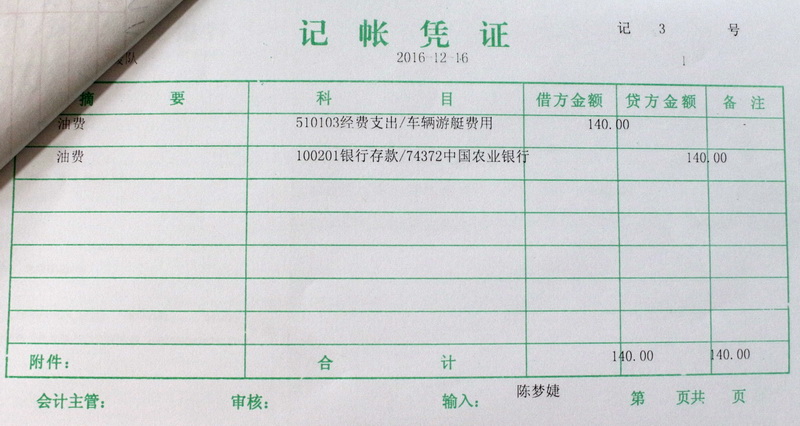 记帐凭证
记 3 号
2016-12-16
队 1
摘要 科目 借方金额 贷方金额 备注
油费 510103经费支出/车辆游艇费用 140.00
油费 100201银行存款/74372中国农业银行 140.00
附件： 合计 140.00 140.00
会计主管： 审核： 输入： 陈梦婕 第 页共 页